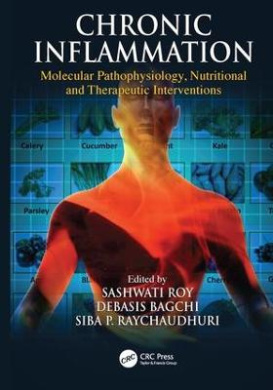 CHRONIC
INFLAMMATION
Molecular Pathophysiology, Nutritional
and Therapeutic Interventions
Celery
Cucumber
Kale
Parsley
Edited by
SASHWATI ROY
DEBASIS BAGCHI
SIBA P. RAYCHAUDHURI
CRC
CRC Press
Taylor & Francis Group